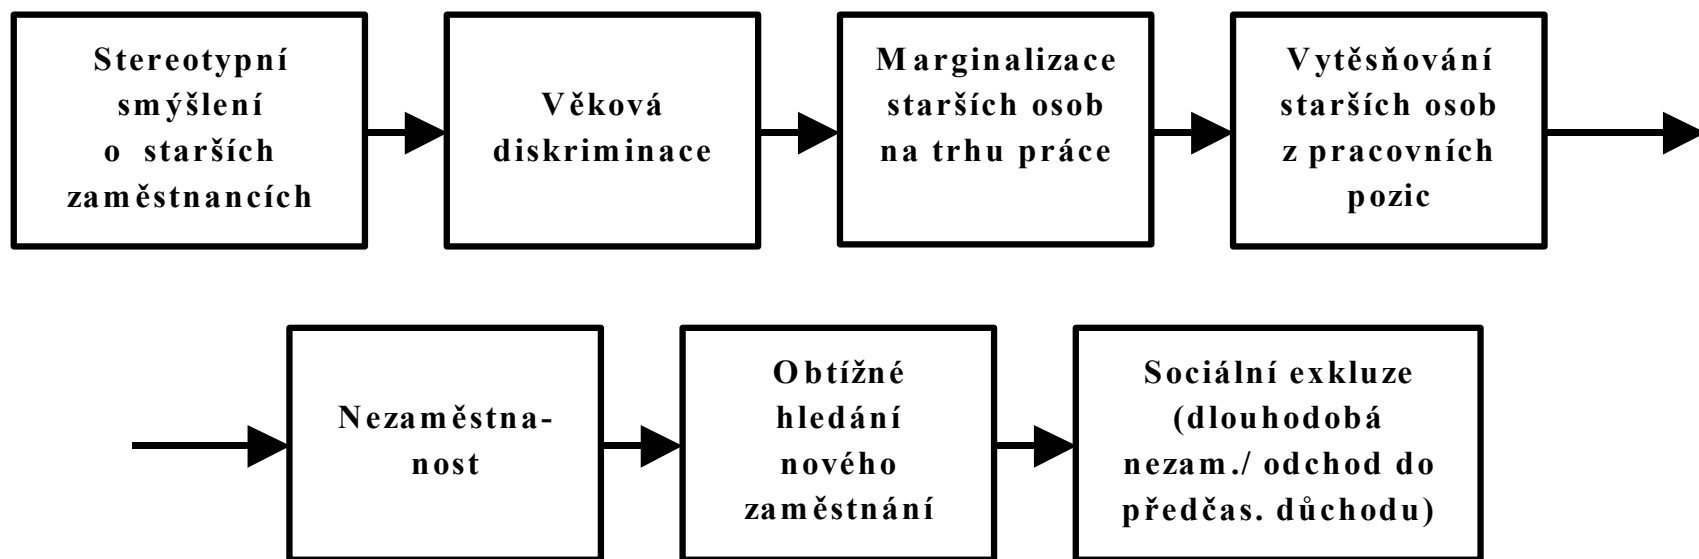 Stereotypní
smýšlení
o starších
zaměstnancích
Věková
diskriminace
Marginalizace
starších osob
na trhu práce
Vytěsňování
starších osob
z pracovních
pozic
Nezaměstna-
nost
Obtížné
hledání
nového
zaměstnání
Sociální exkluze
(dlouhodobá
nezam./ odchod do
předčas. důchodu)